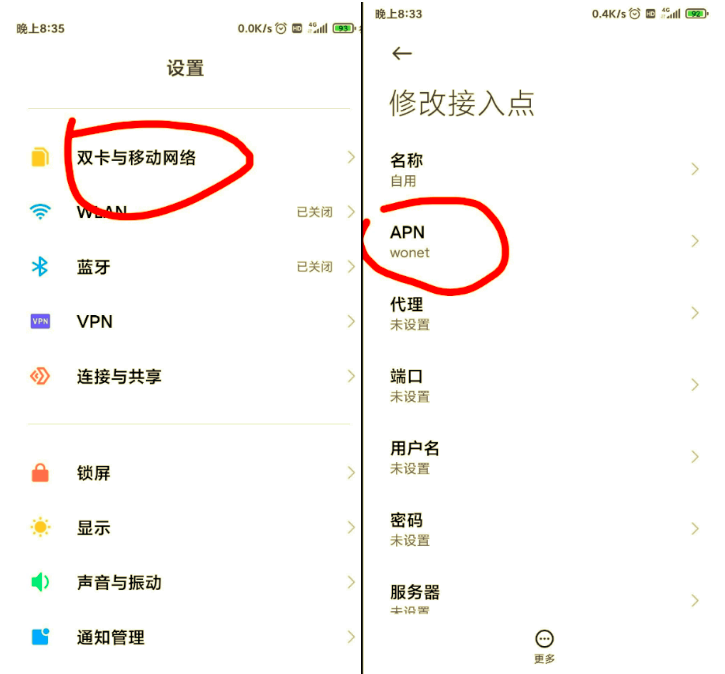 晚上8:35
0.0K/s
HD
4G
93
设置
双卡与移动网络
WLAN
已关闭
蓝牙
已关闭
VPN
VPN
连接与共享
锁屏
显示
声音与振动
通知管理
晚上8:33
0.4K/s
HD
4G
92
修改接入点
名称
自用
APN
wonet
代理
未设置
端口
未设置
用户名
未设置
密码
未设置
服务器
未设置
更多